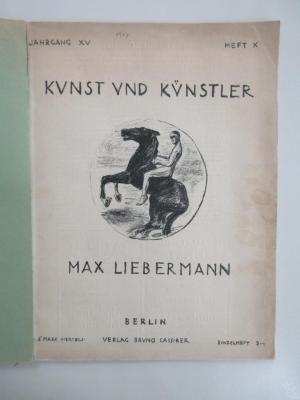 JAHRGANG XV HEFT X
KVNST VND KÜNSTLER
MAX LIEBERMANN
BERLIN
VERLAG BRUNO CASSIRER EINZELHEFT 3.-